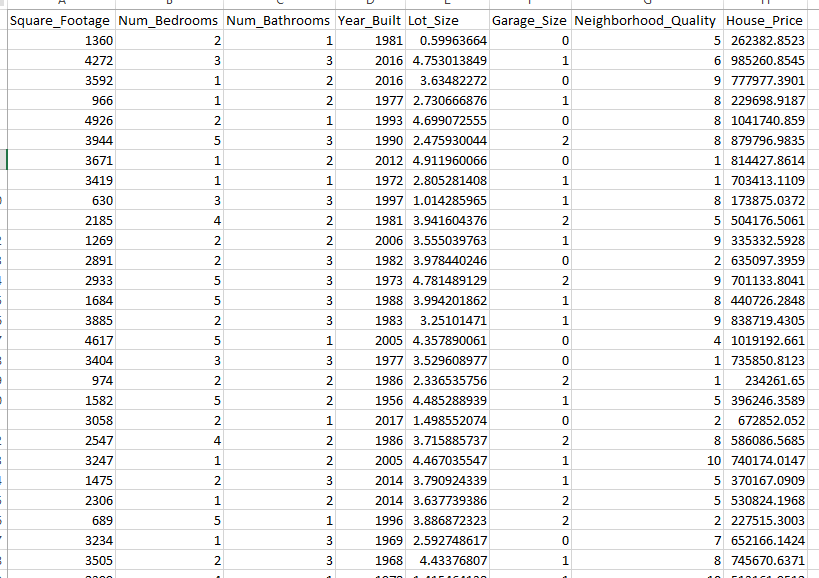 Square_Footage Num_Bedrooms Num_Bathrooms Year_Built Lot_Size Garage_Size Neighborhood_Quality House_Price
1360 2 1 1981 0.59963664 0 5 262382.8523
4272 3 3 2016 4.753013849 1 6 985260.8545
3592 1 2 2016 3.63482272 0 9 777977.3901
966 1 2 1977 2.730666876 1 8 229698.9187
4926 2 1 1993 4.699072555 0 8 1041740.859
3944 5 3 1990 2.475930044 2 8 879796.9835
3671 1 2 2012 4.911960066 0 1 814427.8614
3419 1 1 1972 2.805281408 1 1 703413.1109
630 3 3 1997 1.014285965 1 8 173875.0372
2185 4 2 1981 3.941604376 2 5 504176.5061
1269 2 2 2006 3.555039763 1 9 335332.5928
2891 2 3 1982 3.978440246 0 2 635097.3959
2933 5 3 1973 4.781489129 2 9 701133.8041
1684 5 3 1988 3.994201862 1 8 440726.2848
3885 2 3 1983 3.25101471 1 9 838719.4305
4617 5 1 2005 4.357890061 0 4 1019192.661
3404 3 3 1977 3.529608977 0 1 735850.8123
974 2 2 1986 2.336535756 2 1 234261.65
1582 5 2 1956 4.485288939 1 5 396246.3589
3058 2 1 2017 1.498552074 0 2 672852.052
2547 4 2 1986 3.715885737 2 8 586086.5685
3247 1 2 2005 4.467035547 1 10 740174.0147
1475 2 3 2014 3.790924339 1 5 370167.0909
2306 1 2 2014 3.637739386 2 5 530824.1968
689 5 1 1996 3.886872323 2 2 227515.3003
3234 1 3 1969 2.592748617 0 7 652166.1424
3505 2 3 1968 4.43376807 1 8 745670.6371